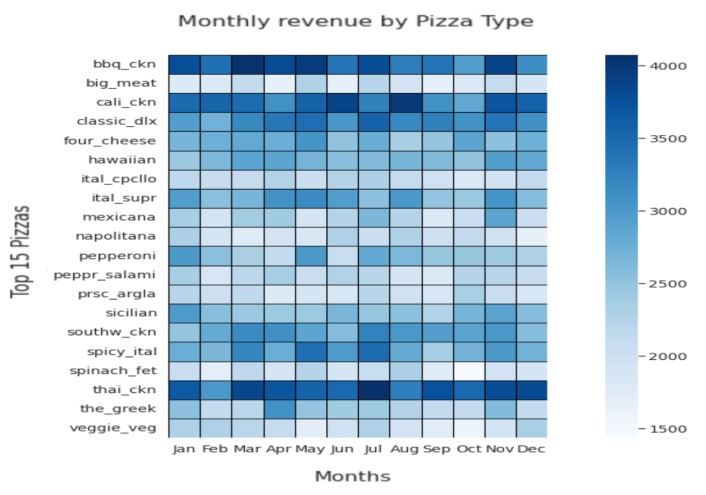 Monthly revenue by Pizza Type
Top 15 Pizzas
bbq_ckn
big_meat
cali_ckn
classic_dlx
four_cheese
hawaiian
ital_cpcllo
ital_supr
mexicana
napolitana
pepperoni
peppr_salami
prsc_argla
sicilian
southw_ckn
spicy_ital
spinach_fet
thai_ckn
the_greek
veggie_veg
Jan Feb Mar Apr May Jun Jul Aug Sep Oct Nov Dec
Months
4000
3500
3000
2500
2000
1500